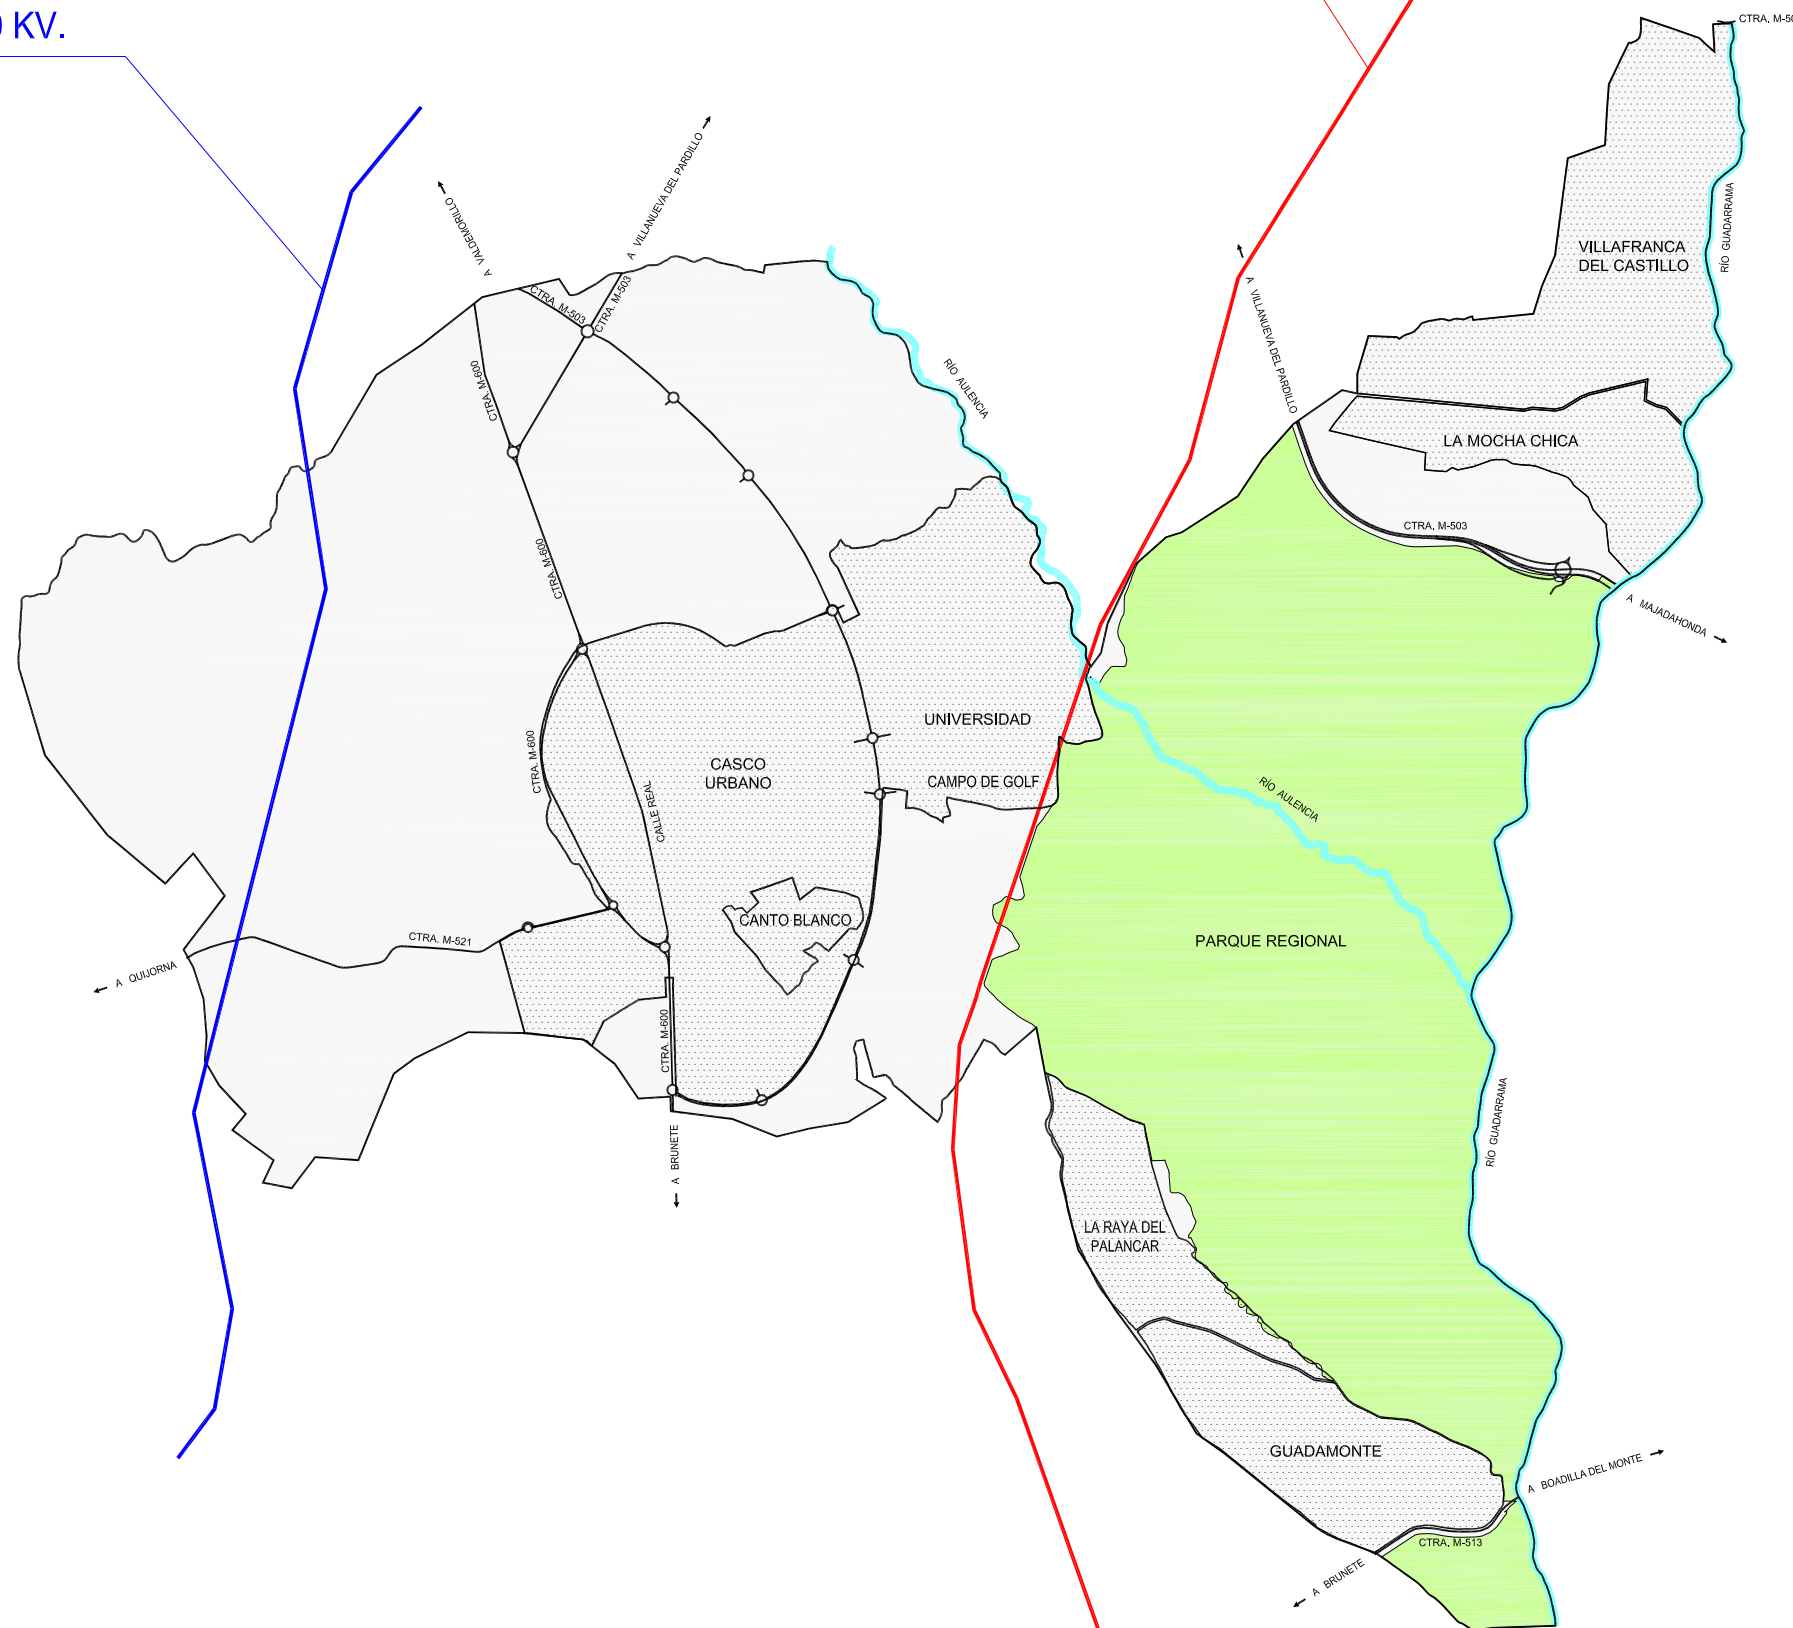 KV.
CTRA. M-50
A VILLANUEVA DEL PARDILLO
A VALDEMORILLO
RÍO GUADARRAMA
VILLAFRANCA
DEL CASTILLO
CTRA. M-503
CTRA. M-503
A VILLANUEVA DEL PARDILLO
RÍO AULENCIA
CTRA. M-600
LA MOCHA CHICA
CTRA. M-503
CTRA. M-600
A MAJADAHONDA
UNIVERSIDAD
CTRA. M-600
CASCO
URBANO
CAMPO DE GOLF
CALLE REAL
RÍO AULENCIA
CANTO BLANCO
CTRA. M-521
PARQUE REGIONAL
A QUIJORNA
CTRA. M-600
RÍO GUADARRAMA
A BRUNETE
LA RAYA DEL
PALANCAR
GUADAMONTE
A BOADILLA DEL MONTE
CTRA. M-513
A BRUNETE